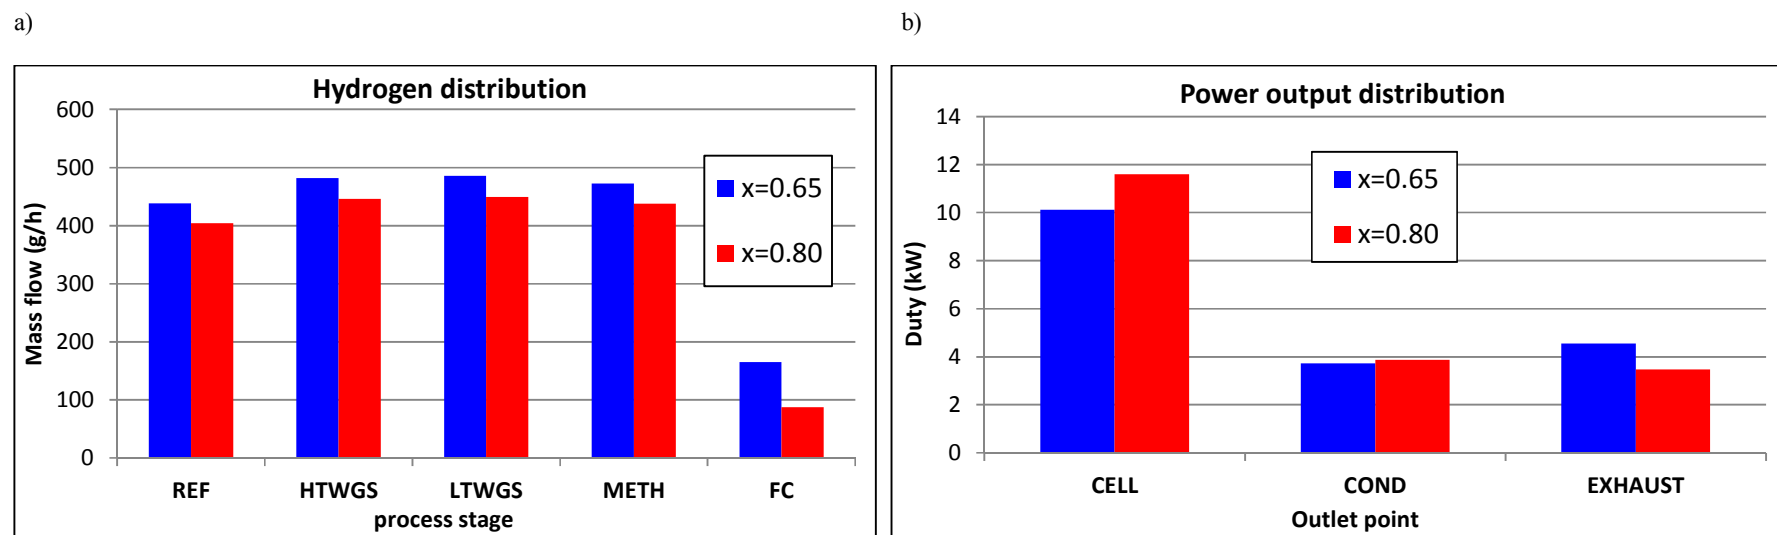 a)
b)
Hydrogen distribution
600
500
400
300
200
100
0
Mass flow (g/h)
x=0.65
x=0.80
REF HTWGS LTWGS METH FC
process stage
Power output distribution
14
12
10
8
6
4
2
0
Duty (kW)
x=0.65
x=0.80
CELL COND EXHAUST
Outlet point